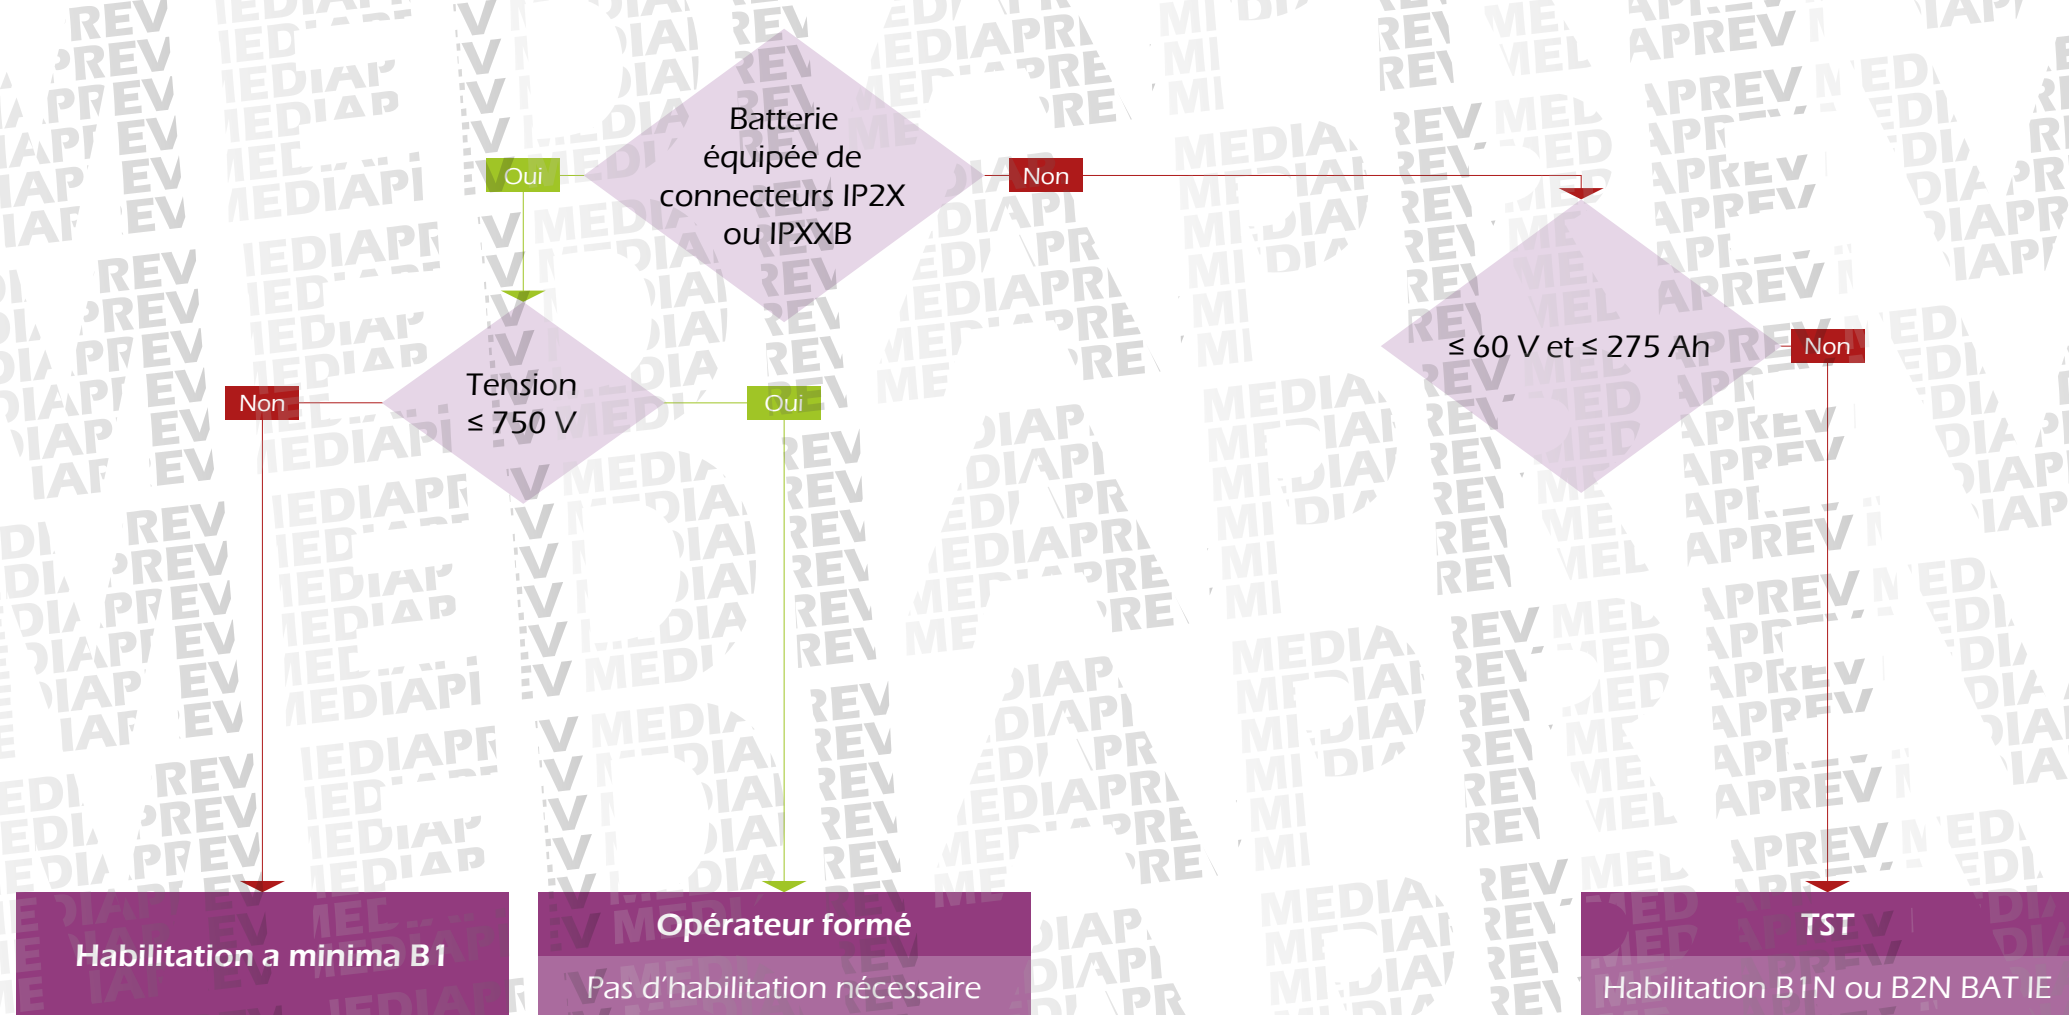 Batterie
équipée de
connecteurs IP2X
ou IPXXB
Oui
Non
≤ 60 V et ≤ 275 Ah
Non
Tension
≤ 750 V
Non
Oui
Habilitation a minima B1
Opérateur formé
Pas d'habilitation nécessaire
TST
Habilitation B1N ou B2N BAT IE